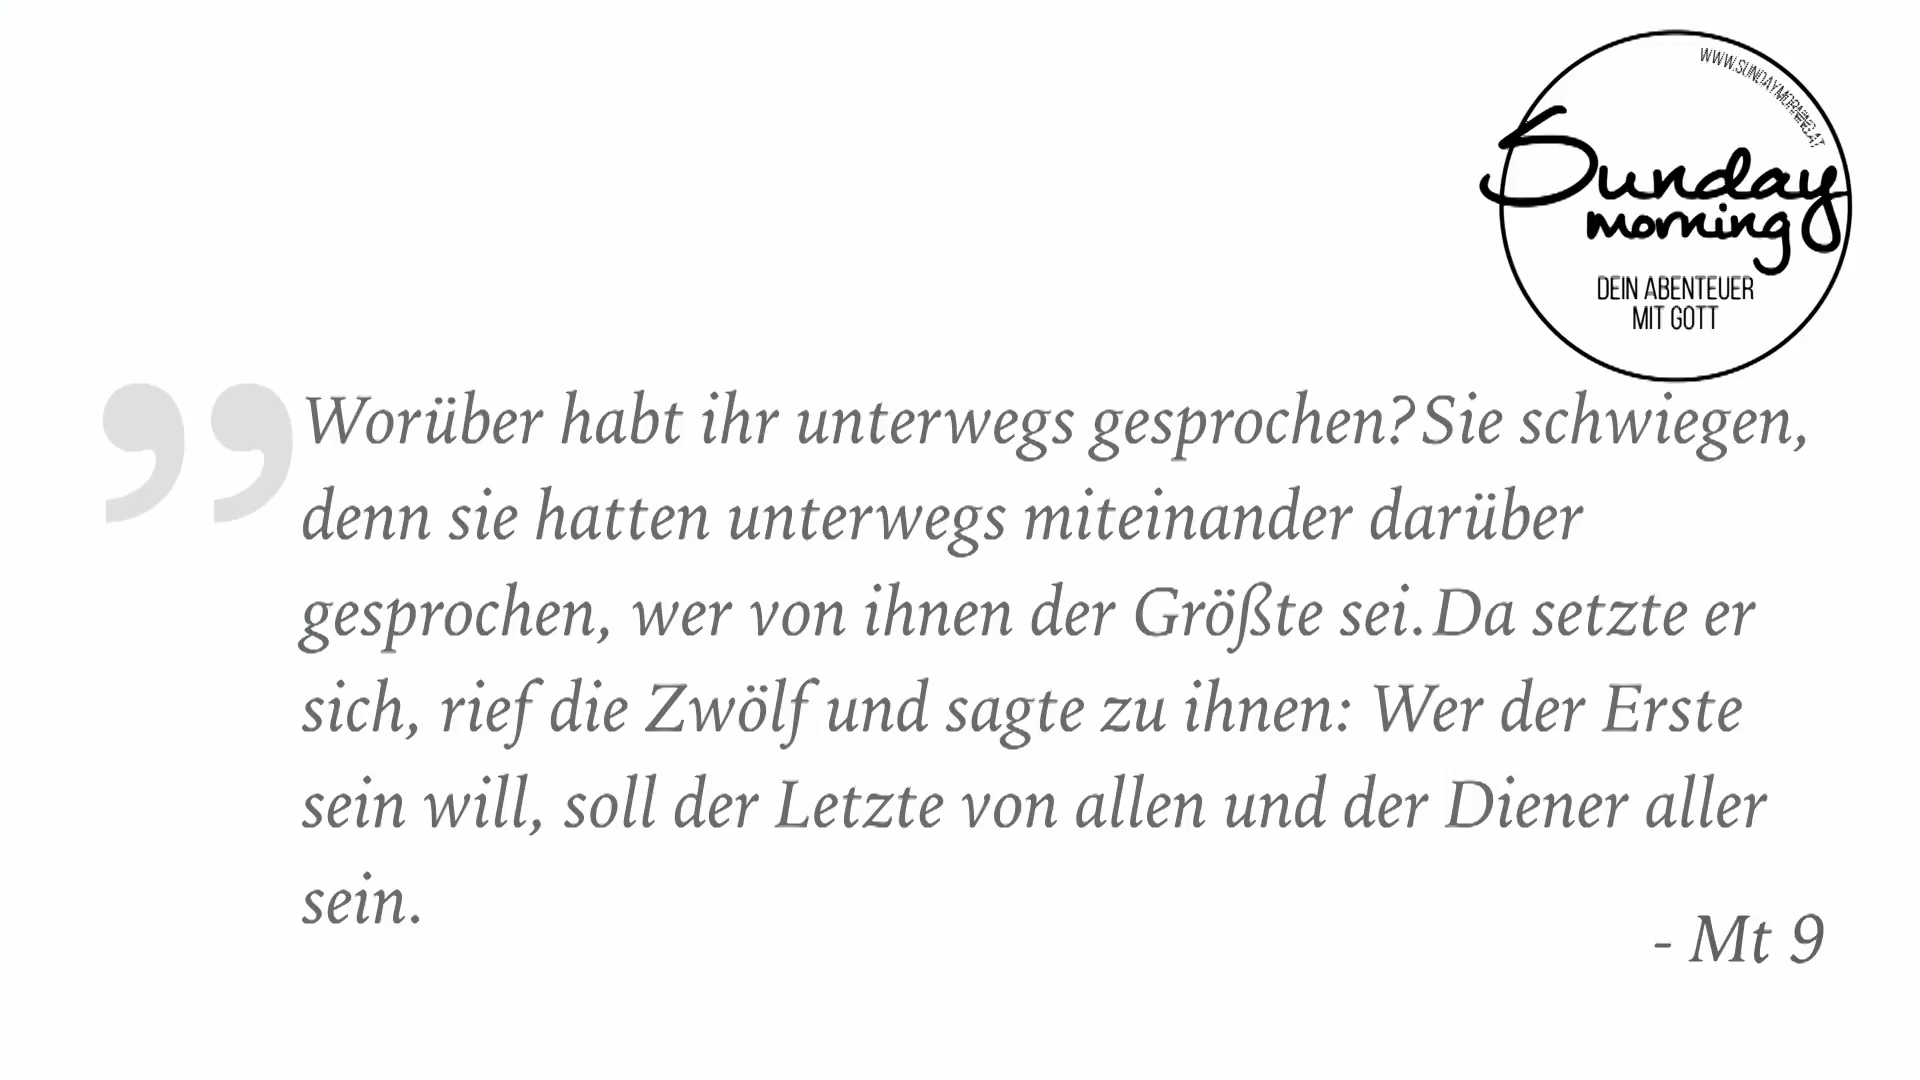 WWW.SUNDAYMORNING.AT
Sunday
morning
DEIN ABENTEUER
MIT GOTT
Worüber habt ihr unterwegs gesprochen? Sie schwiegen,
denn sie hatten unterwegs miteinander darüber
gesprochen, wer von ihnen der Größte sei. Da setzte er
sich, rief die Zwölf und sagte zu ihnen: Wer der Erste
sein will, soll der Letzte von allen und der Diener aller
sein.
- Mt 9